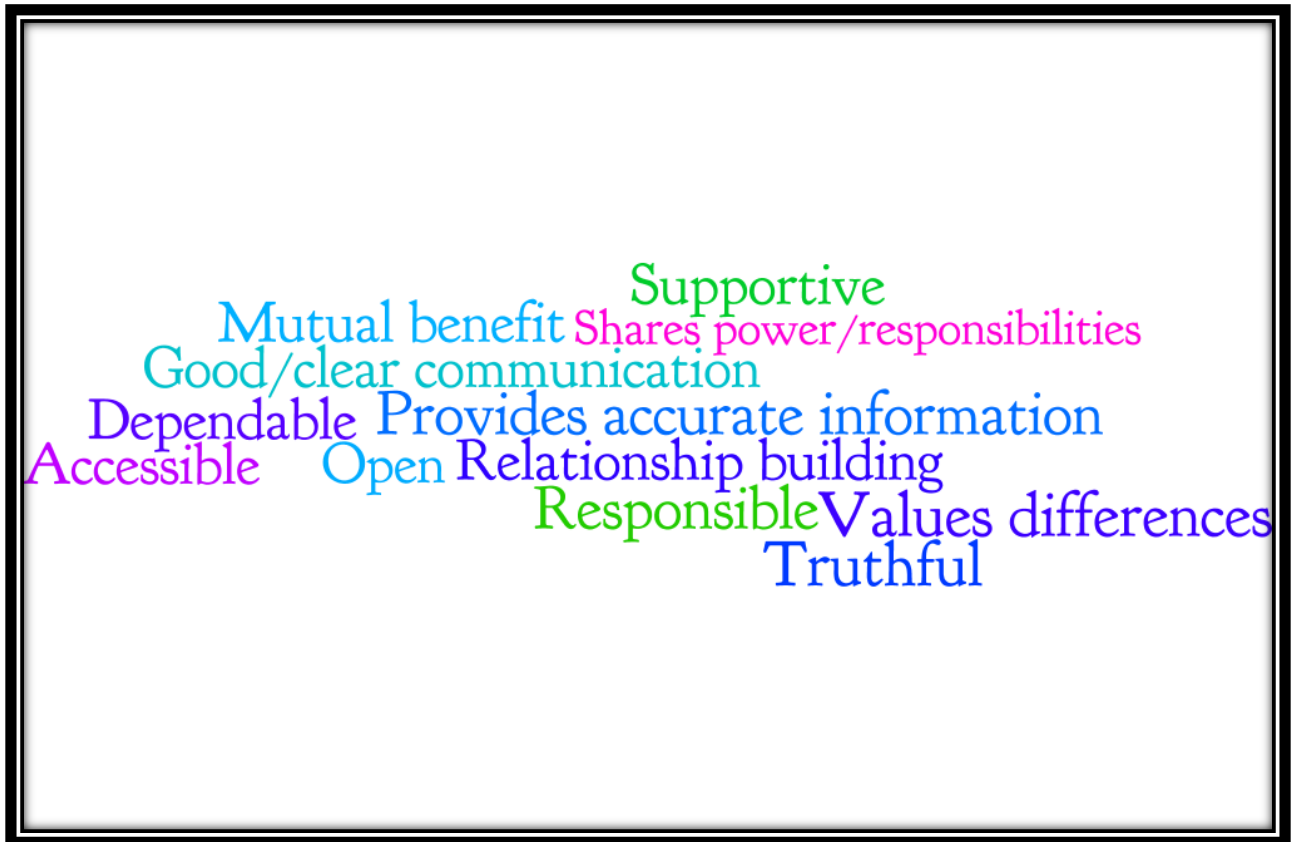 Supportive
Mutual benefit Shares power/responsibilities
Good/clear communication
Dependable Provides accurate information
Accessible Open Relationship building
Responsible Values differences
Truthful